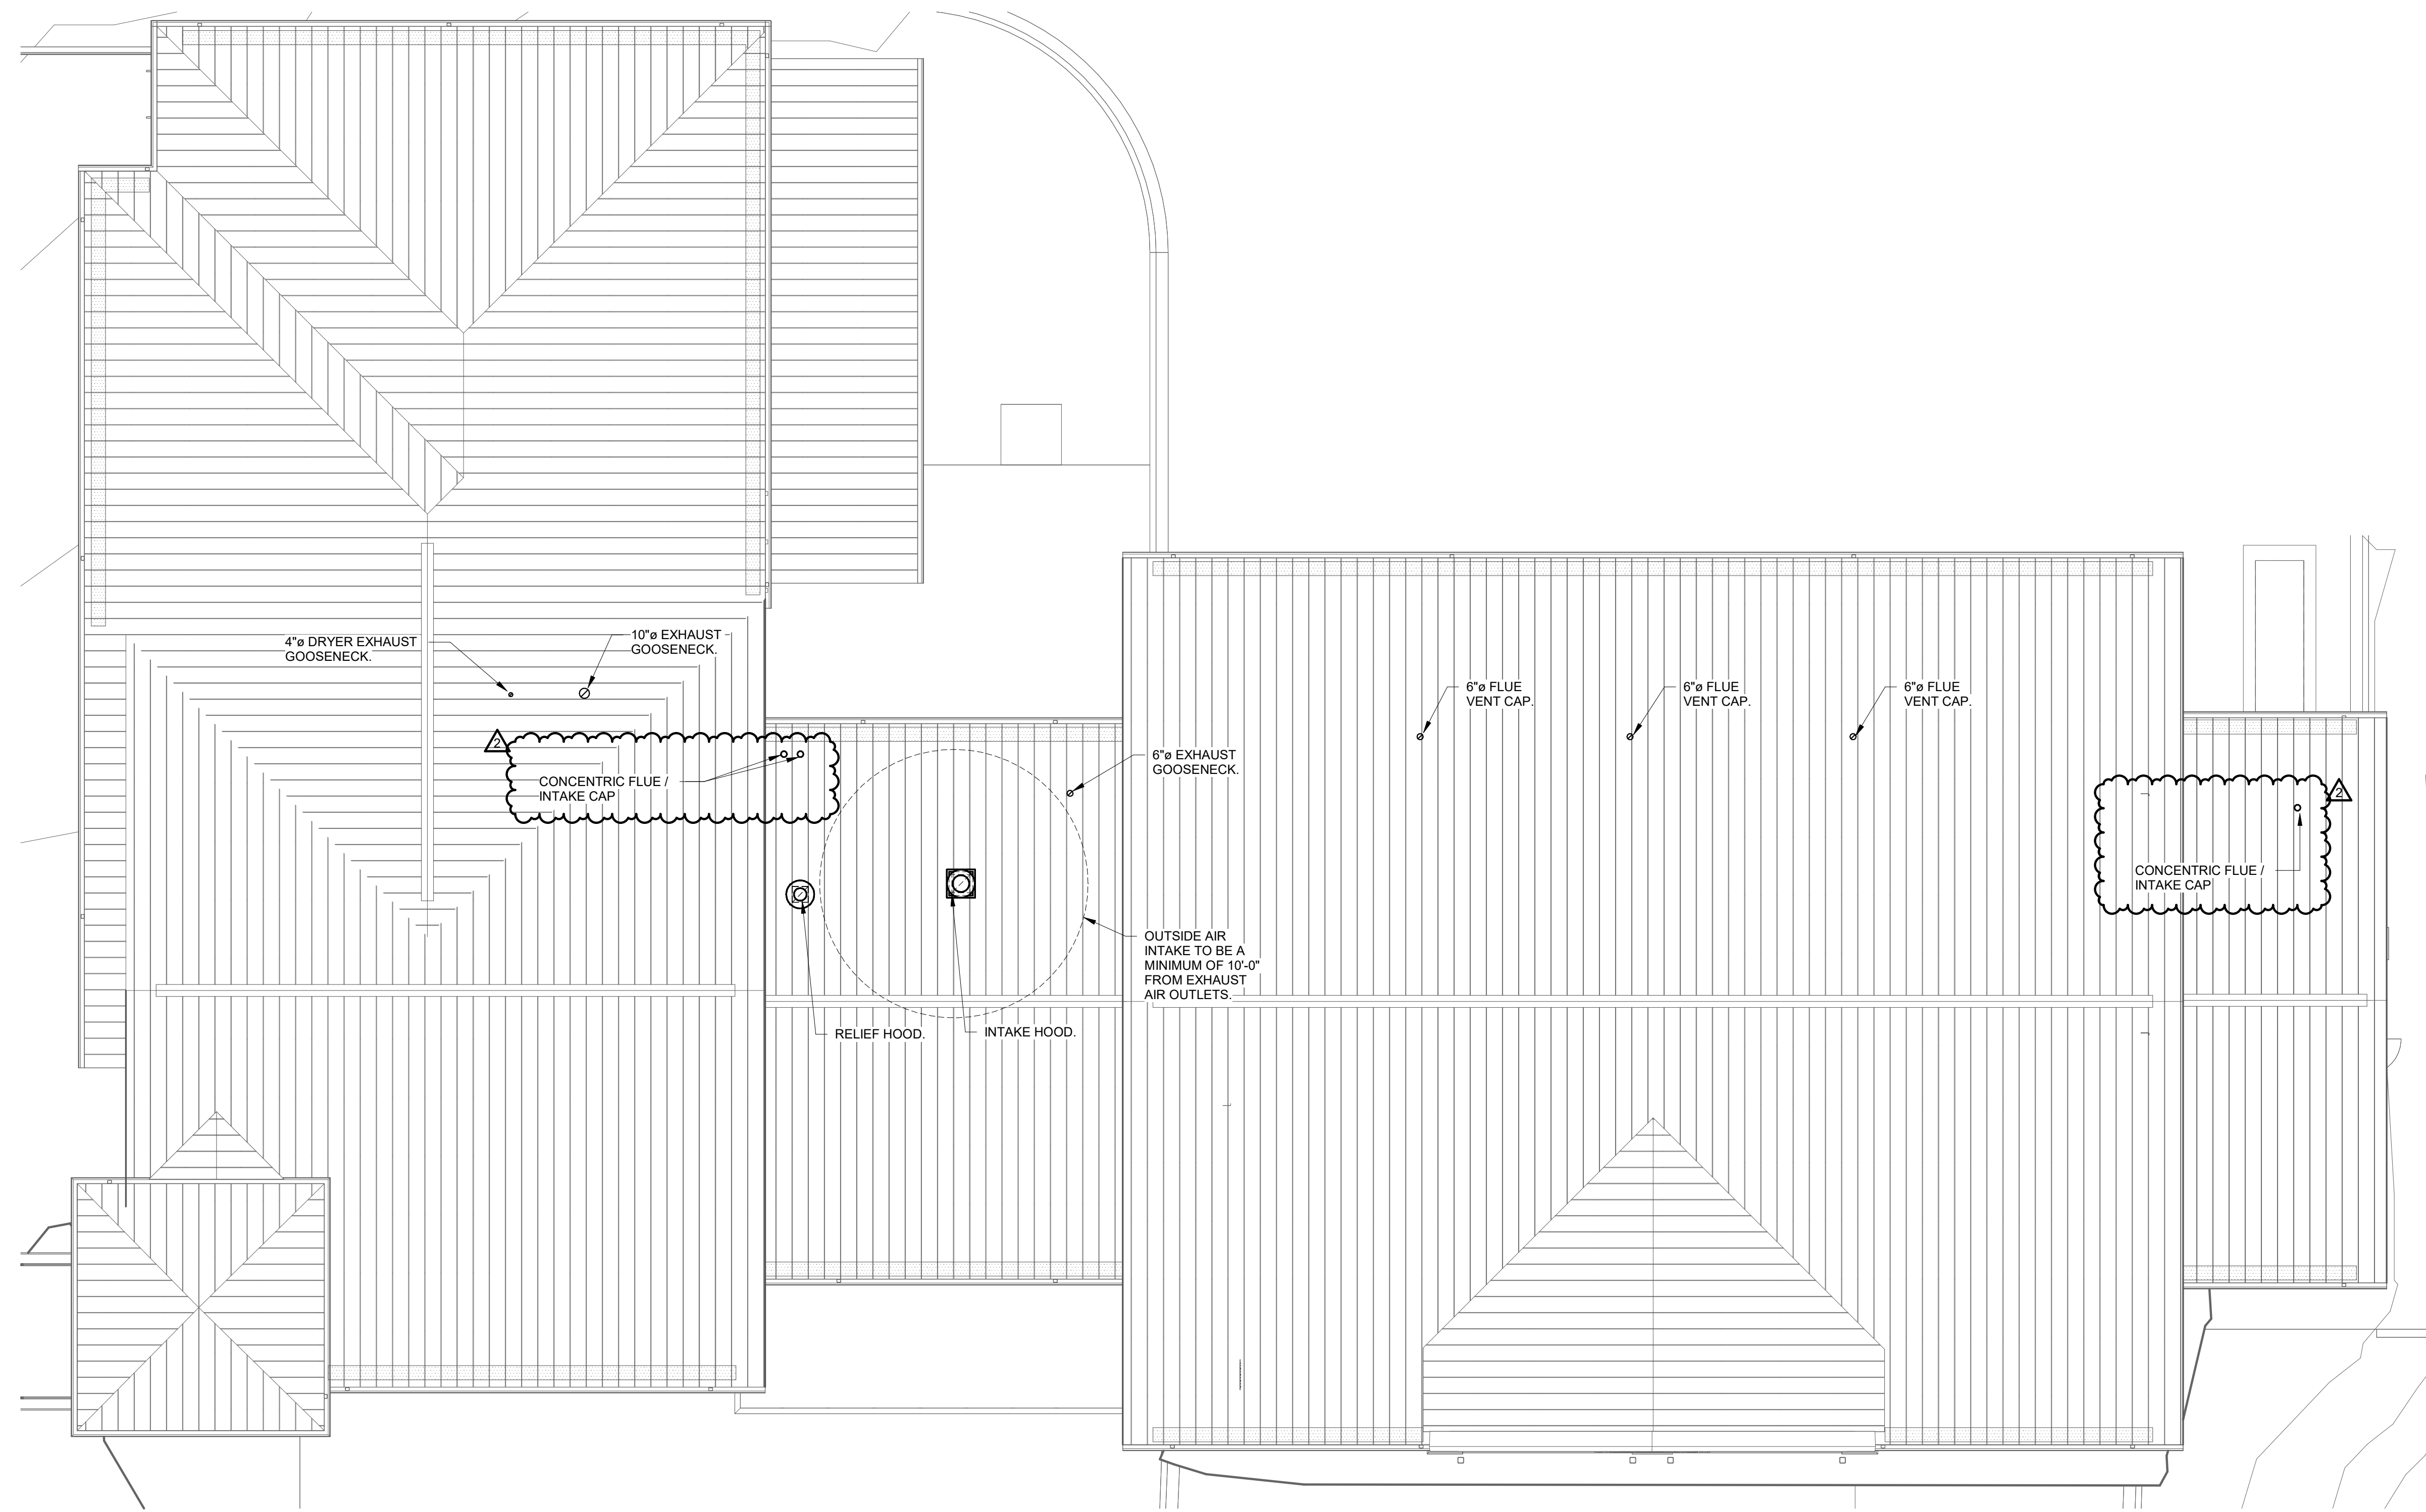 4"ø DRYER EXHAUST
GOOSENECK.
10"ø EXHAUST
GOOSENECK.
6"ø FLUE
VENT CAP.
6"ø FLUE
VENT CAP.
6"ø FLUE
VENT CAP.
2
CONCENTRIC FLUE /
INTAKE CAP
6"ø EXHAUST
GOOSENECK.
2
CONCENTRIC FLUE /
INTAKE CAP
OUTSIDE AIR
INTAKE TO BE A
MINIMUM OF 10'-0"
FROM EXHAUST
AIR OUTLETS.
RELIEF HOOD.
INTAKE HOOD.